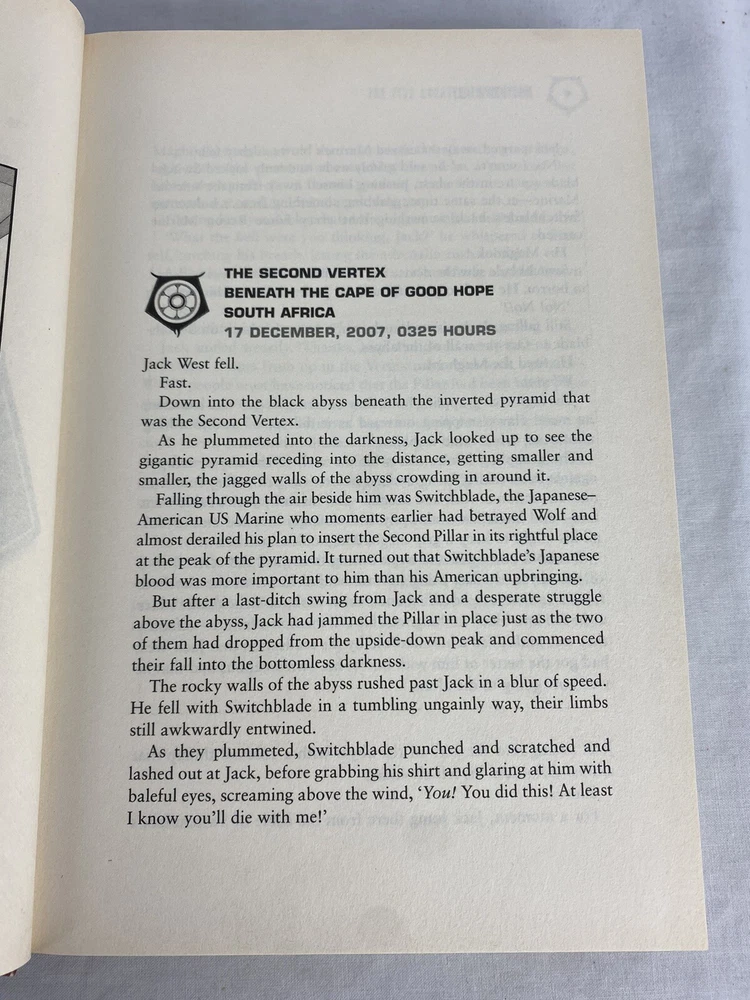 THE SECOND VERTEX
BENEATH THE CAPE OF GOOD HOPE
SOUTH AFRICA
17 DECEMBER, 2007, 0325 HOURS
Jack West fell.
Fast.
Down into the black abyss beneath the inverted pyramid that
was the Second Vertex.
As he plummeted into the darkness, Jack looked up to see the
gigantic pyramid receding into the distance, getting smaller and
smaller, the jagged walls of the abyss crowding in around it.
Falling through the air beside him was Switchblade, the Japanese–
American US Marine who moments earlier had betrayed Wolf and
almost derailed his plan to insert the Second Pillar in its rightful place
at the peak of the pyramid. It turned out that Switchblade's Japanese
blood was more important to him than his American upbringing.
But after a last-ditch swing from Jack and a desperate struggle
above the abyss, Jack had jammed the Pillar in place just as the two
of them had dropped from the upside-down peak and commenced
their fall into the bottomless darkness.
The rocky walls of the abyss rushed past Jack in a blur of speed.
He fell with Switchblade in a tumbling ungainly way, their limbs
still awkwardly entwined.
As they plummeted, Switchblade punched and scratched and
lashed out at Jack, before grabbing his shirt and glaring at him with
baleful eyes, screaming above the wind, 'You! You did this! At least
I know you'll die with me!'